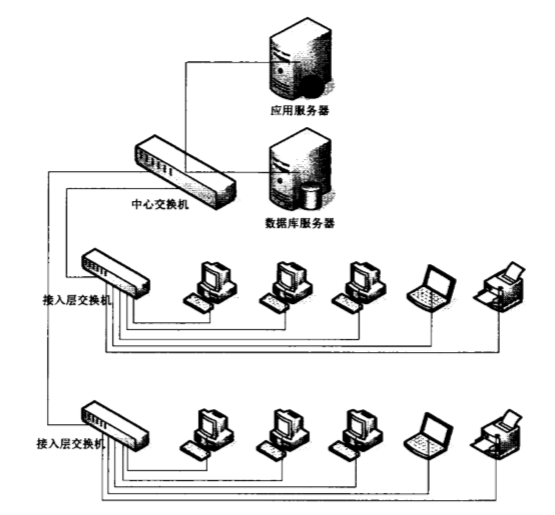 应用服务器
中心交换机
数据库服务器
接入层交换机
接入层交换机